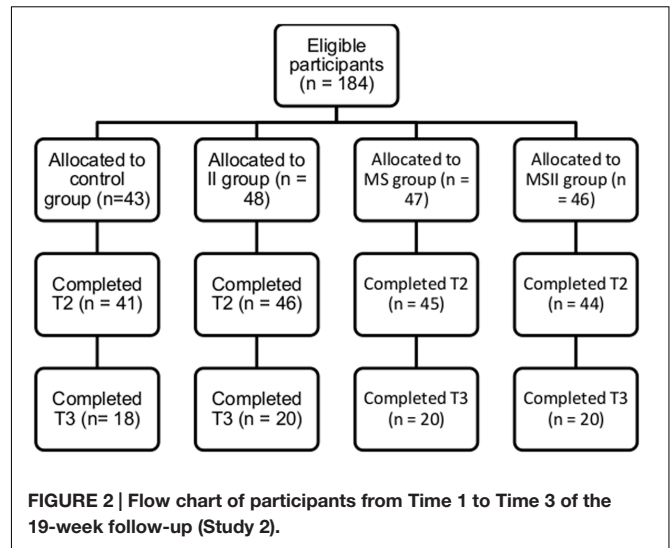 Eligible
participants
(n = 184)
Allocated to
control
group (n=43)
Allocated to
II group (n =
48)
Allocated to
MS group (n =
47)
Allocated to
MSII group (n
= 46)
Completed
T2 (n = 41)
Completed
T2 (n = 46)
Completed T2
(n = 45)
Completed T2
(n = 44)
Completed
T3 (n= 18)
Completed
T3 (n = 20)
Completed T3
(n = 20)
Completed T3
(n = 20)
FIGURE 2 | Flow chart of participants from Time 1 to Time 3 of the
19-week follow-up (Study 2).